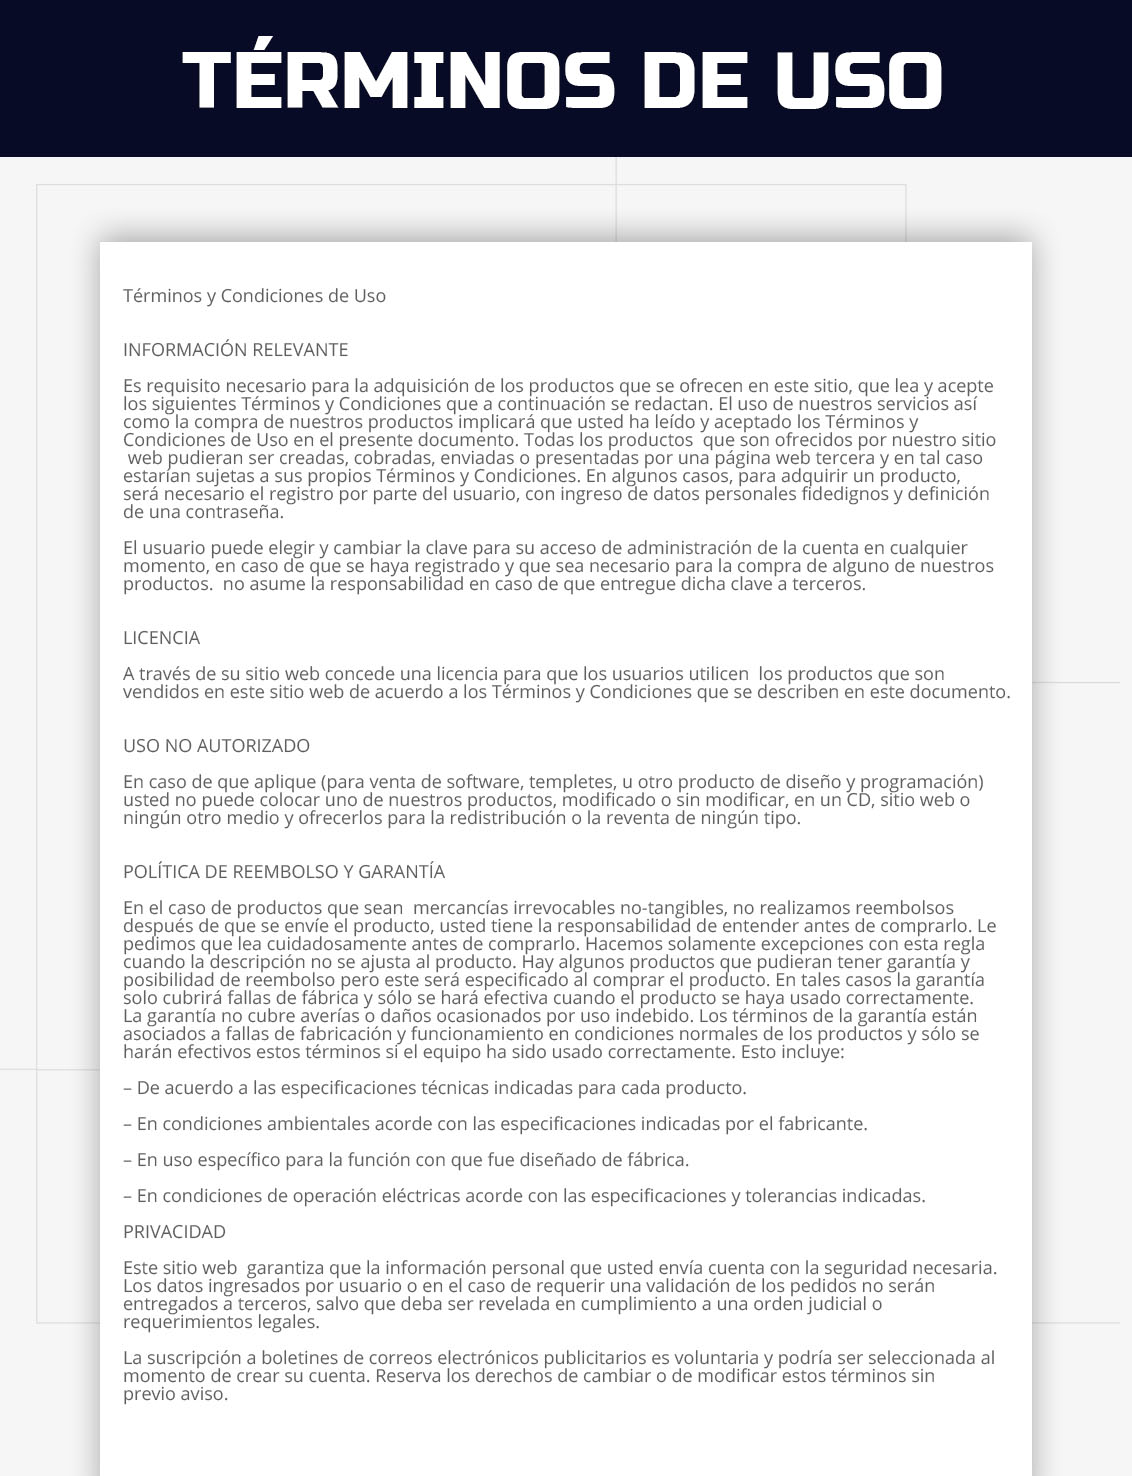 TÉRMINOS DE USO
Términos y Condiciones de Uso
INFORMACIÓN RELEVANTE
Es requisito necesario para la adquisición de los productos que se ofrecen en este sitio, que lea y acepte
los siguientes Términos y Condiciones que a continuación se redactan. El uso de nuestros servicios así
como la compra de nuestros productos implicará que usted ha leído y aceptado los Términos y
Condiciones de Uso en el presente documento. Todas los productos  que son ofrecidos por nuestro sitio
web pudieran ser creadas, cobradas, enviadas o presentadas por una página web tercera y en tal caso
estarían sujetas a sus propios Términos y Condiciones. En algunos casos, para adquirir un producto,
será necesario el registro por parte del usuario, con ingreso de datos personales fidedignos y definición
de una contraseña.
El usuario puede elegir y cambiar la clave para su acceso de administración de la cuenta en cualquier
momento, en caso de que se haya registrado y que sea necesario para la compra de alguno de nuestros
productos.  no asume la responsabilidad en caso de que entregue dicha clave a terceros.
LICENCIA
A través de su sitio web concede una licencia para que los usuarios utilicen  los productos que son
vendidos en este sitio web de acuerdo a los Términos y Condiciones que se describen en este documento.
USO NO AUTORIZADO
En caso de que aplique (para venta de software, templetes, u otro producto de diseño y programación)
usted no puede colocar uno de nuestros productos, modificado o sin modificar, en un CD, sitio web o
ningún otro medio y ofrecerlos para la redistribución o la reventa de ningún tipo.
POLÍTICA DE REEMBOLSO Y GARANTÍA
En el caso de productos que sean  mercancías irrevocables no-tangibles, no realizamos reembolsos
después de que se envíe el producto, usted tiene la responsabilidad de entender antes de comprarlo. Le
pedimos que lea cuidadosamente antes de comprarlo. Hacemos solamente excepciones con esta regla
cuando la descripción no se ajusta al producto. Hay algunos productos que pudieran tener garantía y
posibilidad de reembolso pero este será especificado al comprar el producto. En tales casos la garantía
solo cubrirá fallas de fábrica y sólo se hará efectiva cuando el producto se haya usado correctamente.
La garantía no cubre averías o daños ocasionados por uso indebido. Los términos de la garantía están
asociados a fallas de fabricación y funcionamiento en condiciones normales de los productos y sólo se
harán efectivos estos términos si el equipo ha sido usado correctamente. Esto incluye:
– De acuerdo a las especificaciones técnicas indicadas para cada producto.
– En condiciones ambientales acorde con las especificaciones indicadas por el fabricante.
– En uso específico para la función con que fue diseñado de fábrica.
– En condiciones de operación eléctricas acorde con las especificaciones y tolerancias indicadas.
PRIVACIDAD
Este sitio web  garantiza que la información personal que usted envía cuenta con la seguridad necesaria.
Los datos ingresados por usuario o en el caso de requerir una validación de los pedidos no serán
entregados a terceros, salvo que deba ser revelada en cumplimiento a una orden judicial o
requerimientos legales.
La suscripción a boletines de correos electrónicos publicitarios es voluntaria y podría ser seleccionada al
momento de crear su cuenta. Reserva los derechos de cambiar o de modificar estos términos sin
previo aviso.